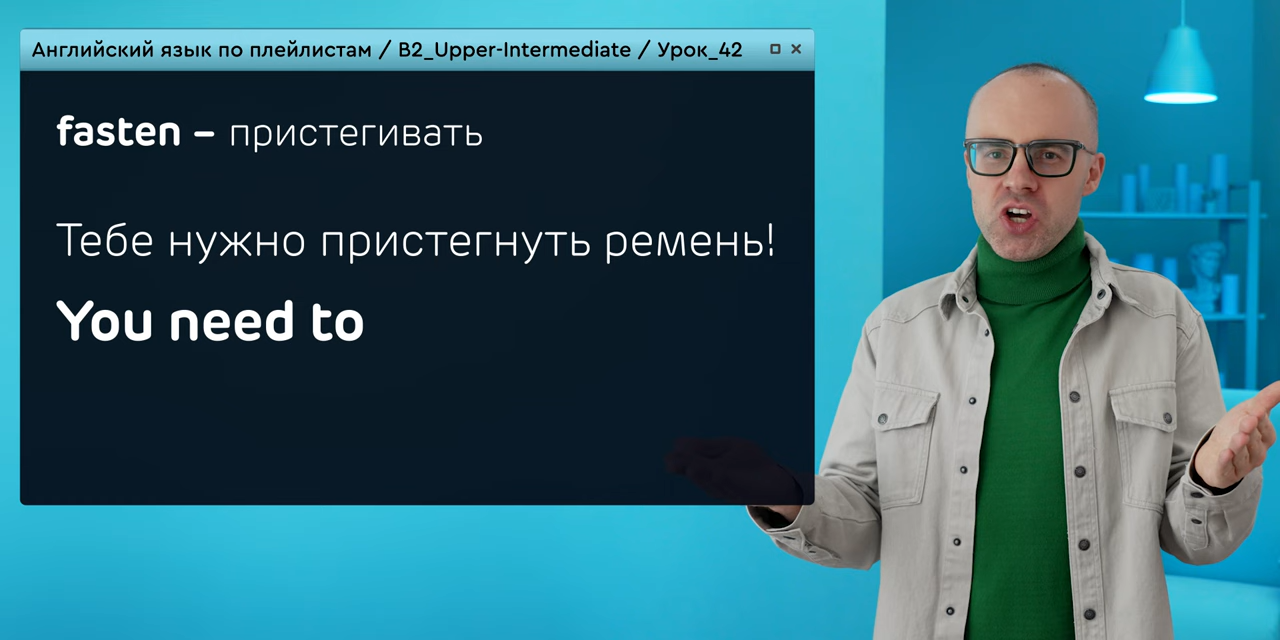 Английский язык по плейлистам / B2_Upper-Intermediate / Урок_42
fasten – пристегивать
Тебе нужно пристегнуть ремень!
You need to